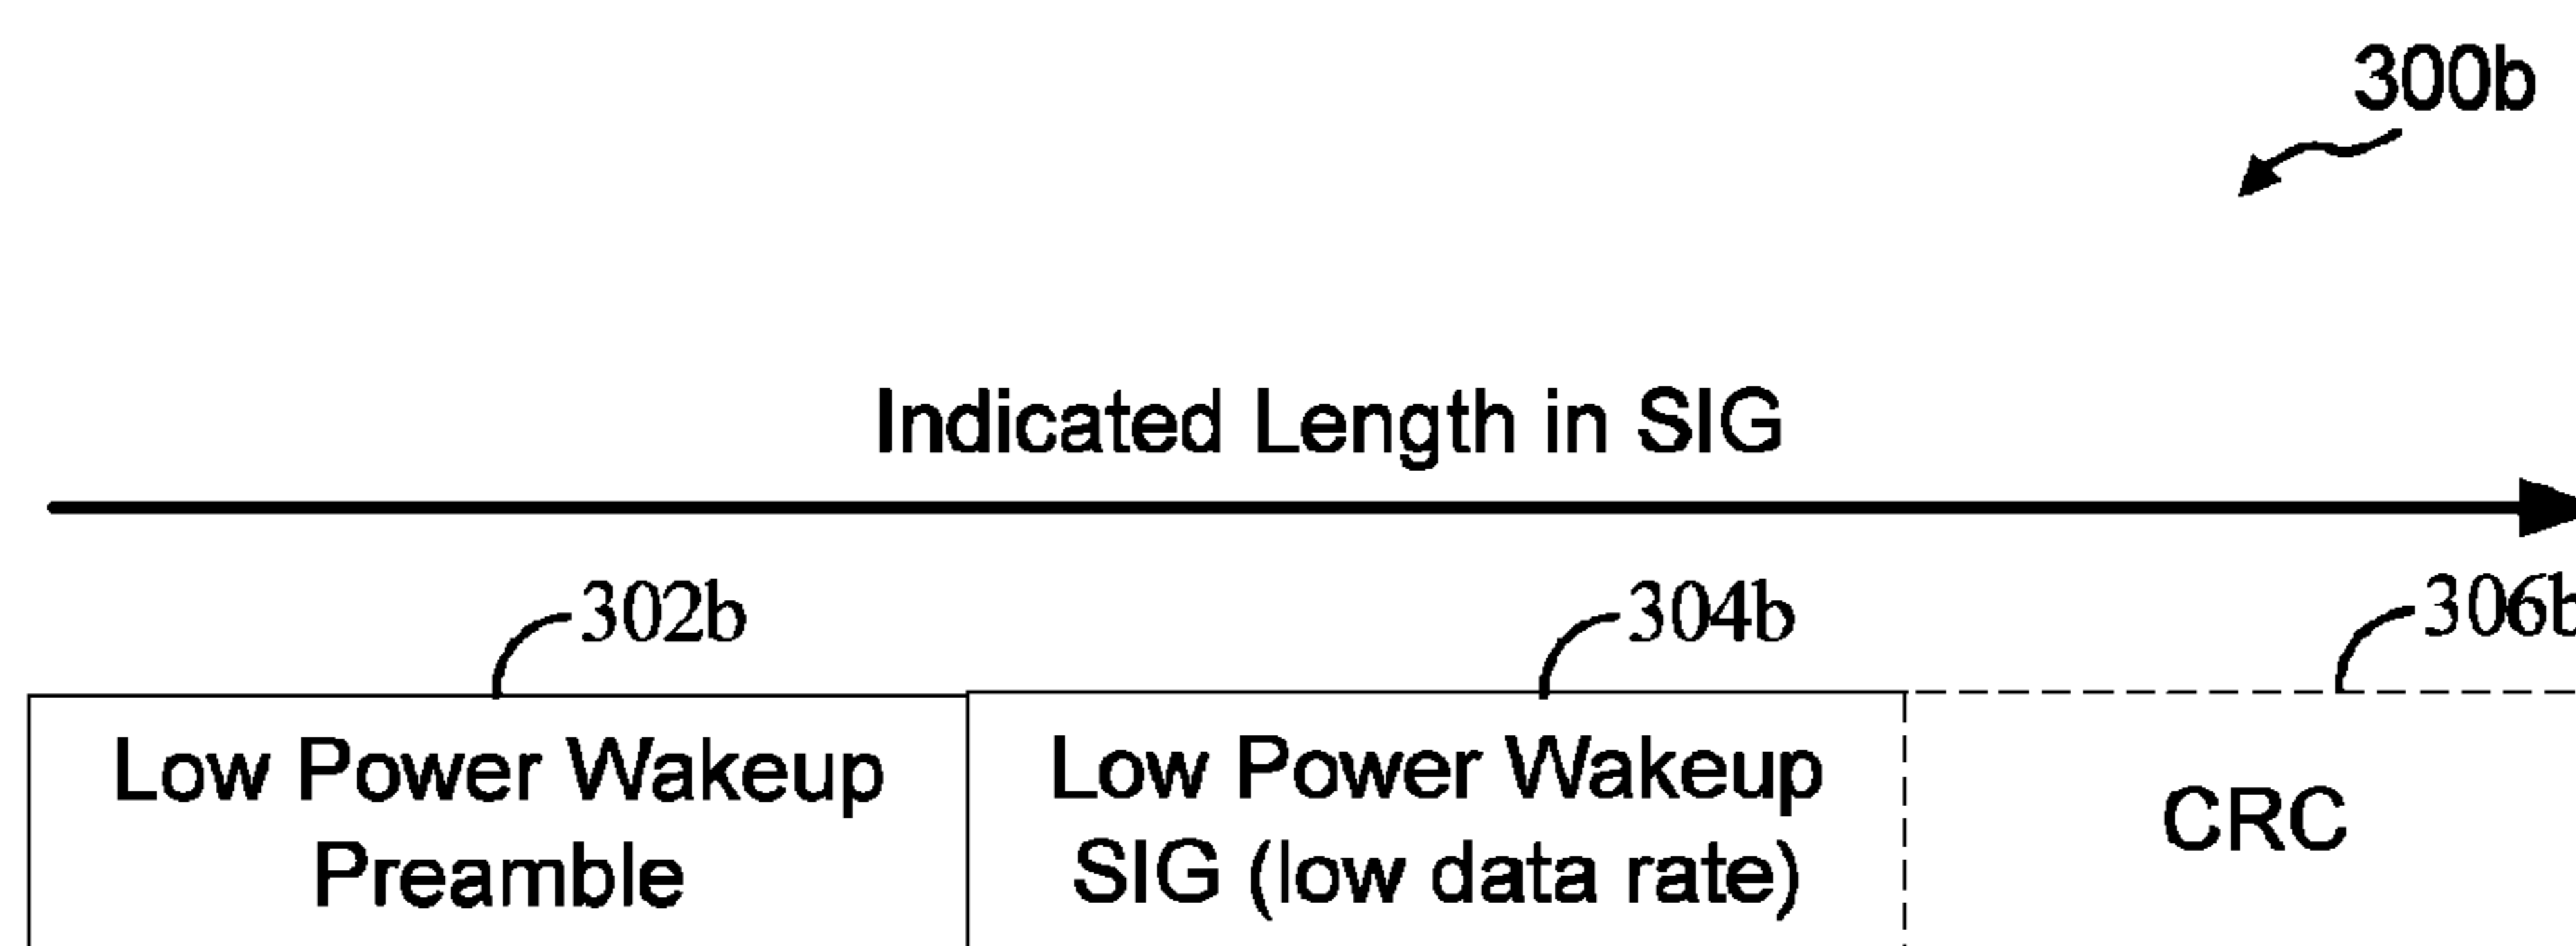 300b
Indicated Length in SIG
302b
304b
306b
Low Power Wakeup
Preamble
Low Power Wakeup
SIG (low data rate)
CRC